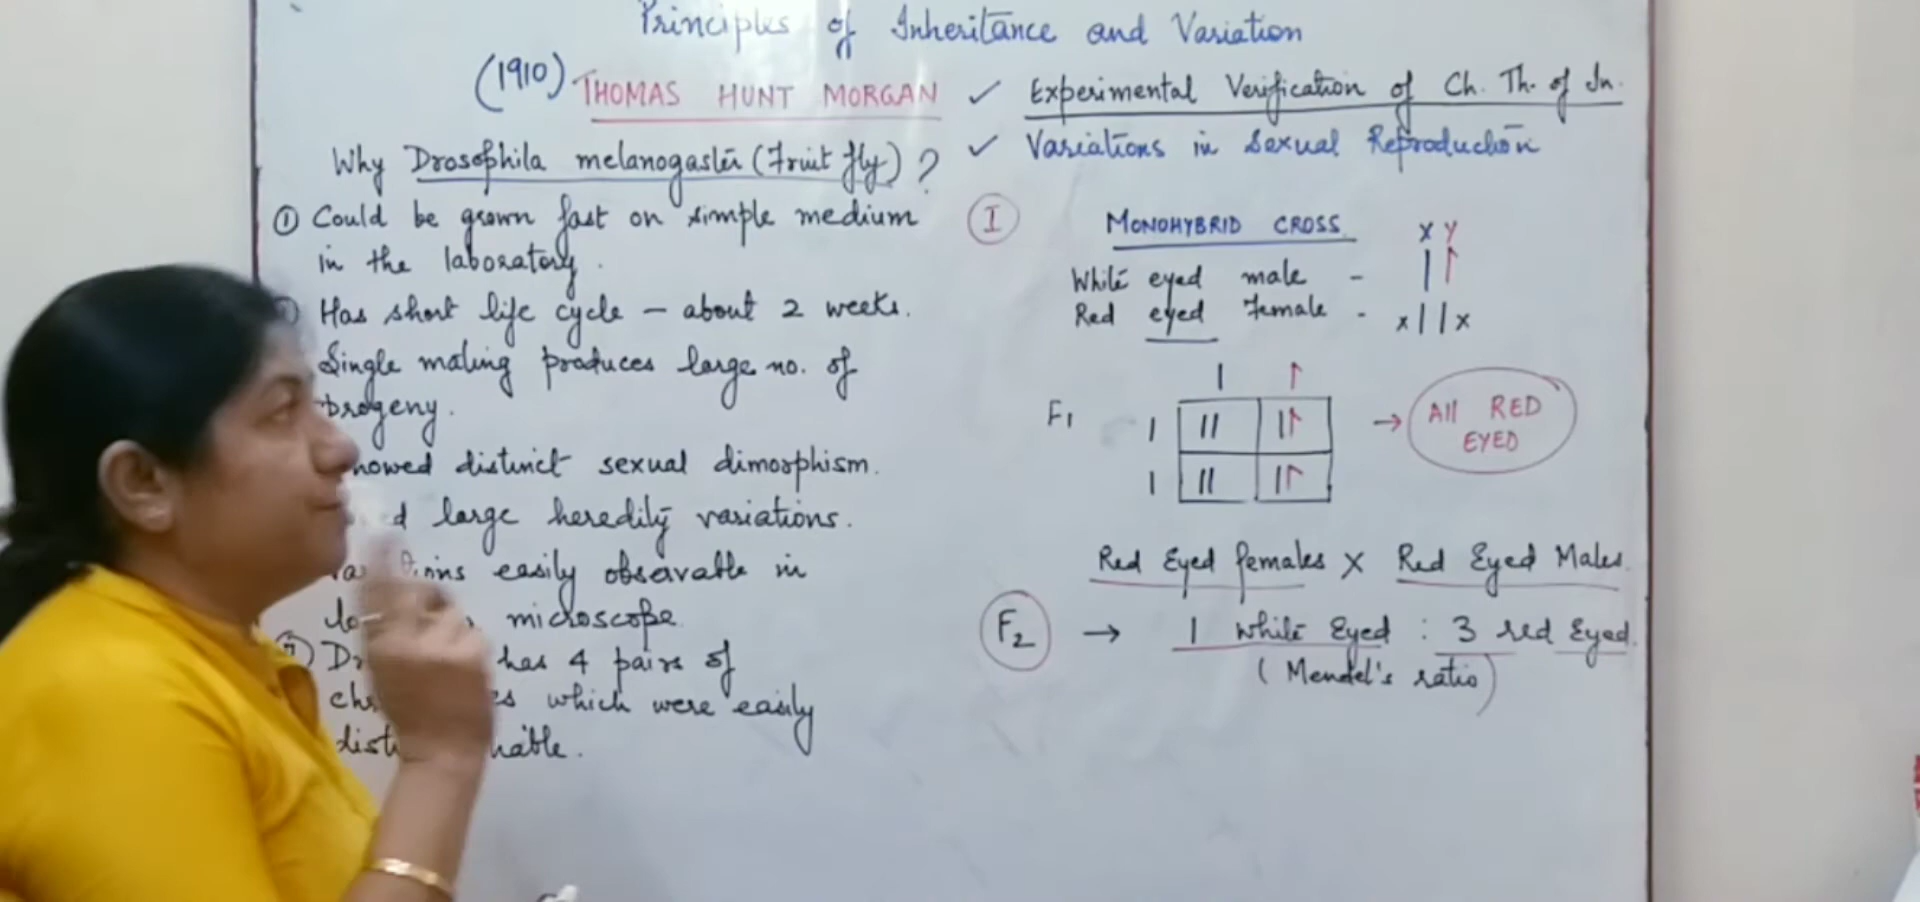 Principles of Inheritance and Variation
(1910) THOMAS HUNT MORGAN ✓ Experimental Verification of Ch. Th. of In.
✓ Variations in Sexual Reproduction
Why Drosophila melanogaster (Fruit fly) ?
① Could be grown fast on simple medium
in the laboratory.
Has short life cycle – about 2 weeks.
Single mating produces large no. of
progeny.
howed distinct sexual dimorphism.
d large heredity variations.
easily observable in
microscope
has 4 pairs of
which were easily
I MONOHYBRID CROSS
X Y
White eyed male -
Red eyed Female - X X
F1 → All RED
EYED
Red Eyed females X Red Eyed Males.
F2 → 1 White Eyed : 3 red Eyed.
(Mendel's ratio)